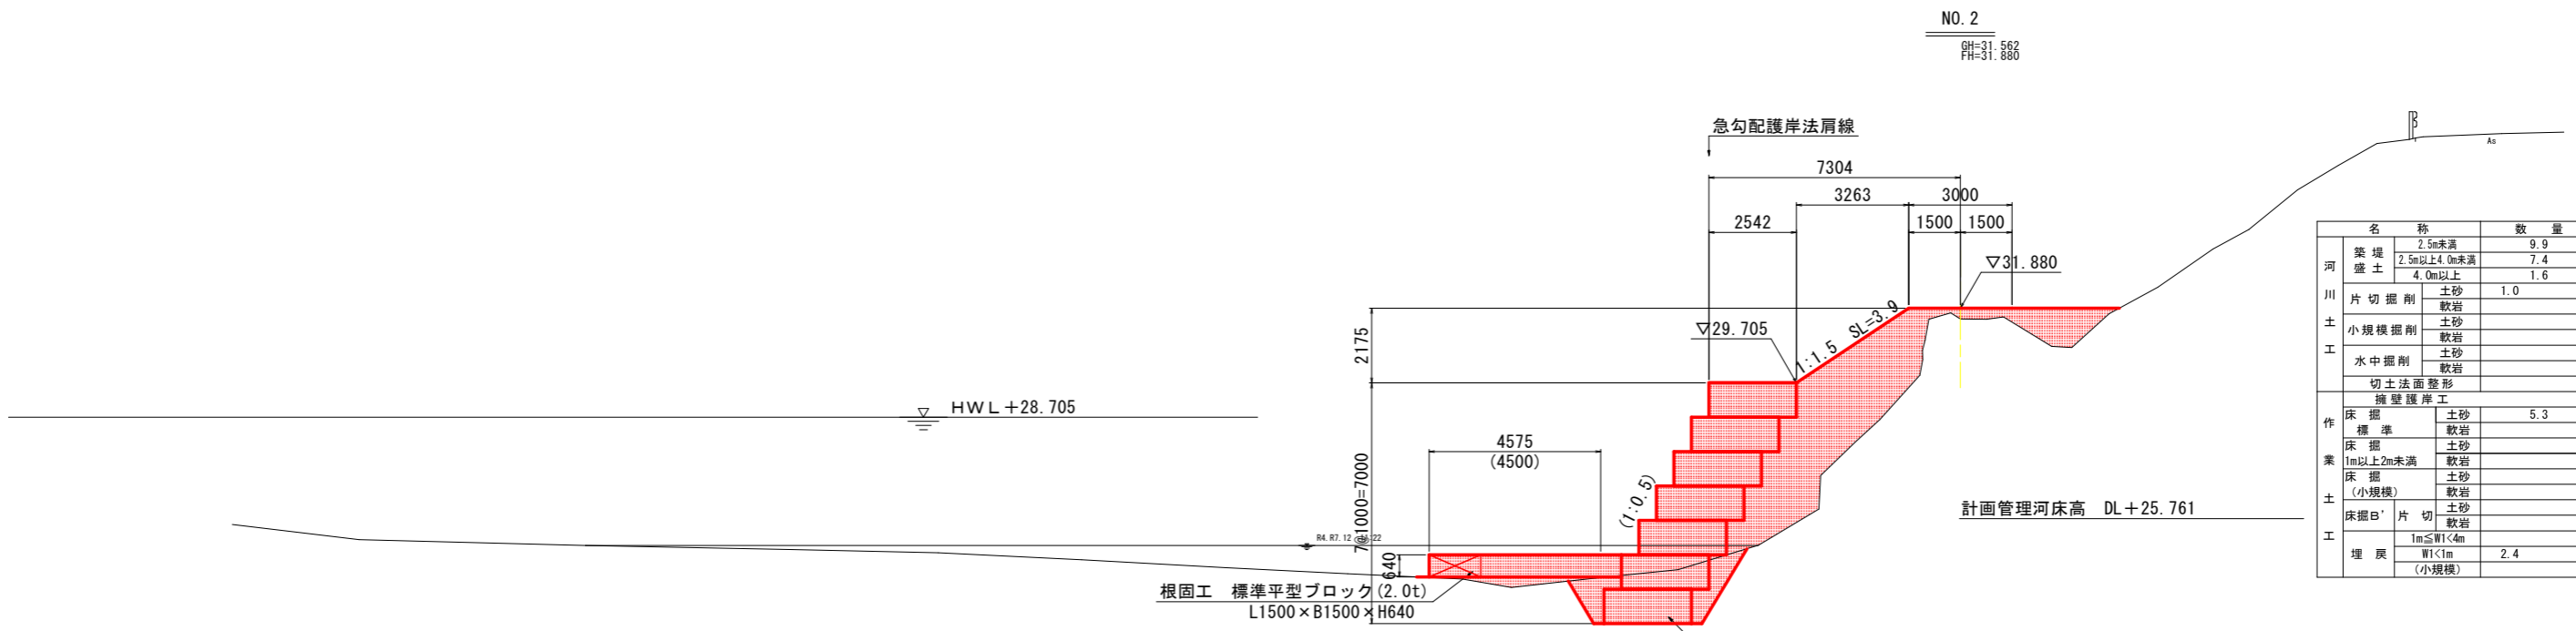 NO.2
GH=31.562
FH=31.880
急勾配護岸法肩線
As
7304
3263 3000
2542 1500 1500
▽31.880
▽29.705
1:1.5 SL=3.9
2175
HWL+28.705
4575
(4500)
(1:0.5)
7@1000=7000
640
計画管理河床高 DL+25.761
根固工 標準平型ブロック(2.0t)
L1500×B1500×H640
名 称 数 量
河川土工
築堤盛土 2.5m未満 9.9
2.5m以上4.0m未満 7.4
4.0m以上 1.6
片切掘削 土砂 1.0
軟岩
小規模掘削 土砂
軟岩
水中掘削 土砂
軟岩
切土法面整形
作業土工
擁壁護岸工
床掘 土砂 5.3
標準 軟岩
床掘 土砂
1m以上2m未満 軟岩
床掘 土砂
(小規模) 軟岩
床掘B' 片切 土砂
軟岩
埋戻 1m≦W1<4m
W1<1m 2.4
(小規模)